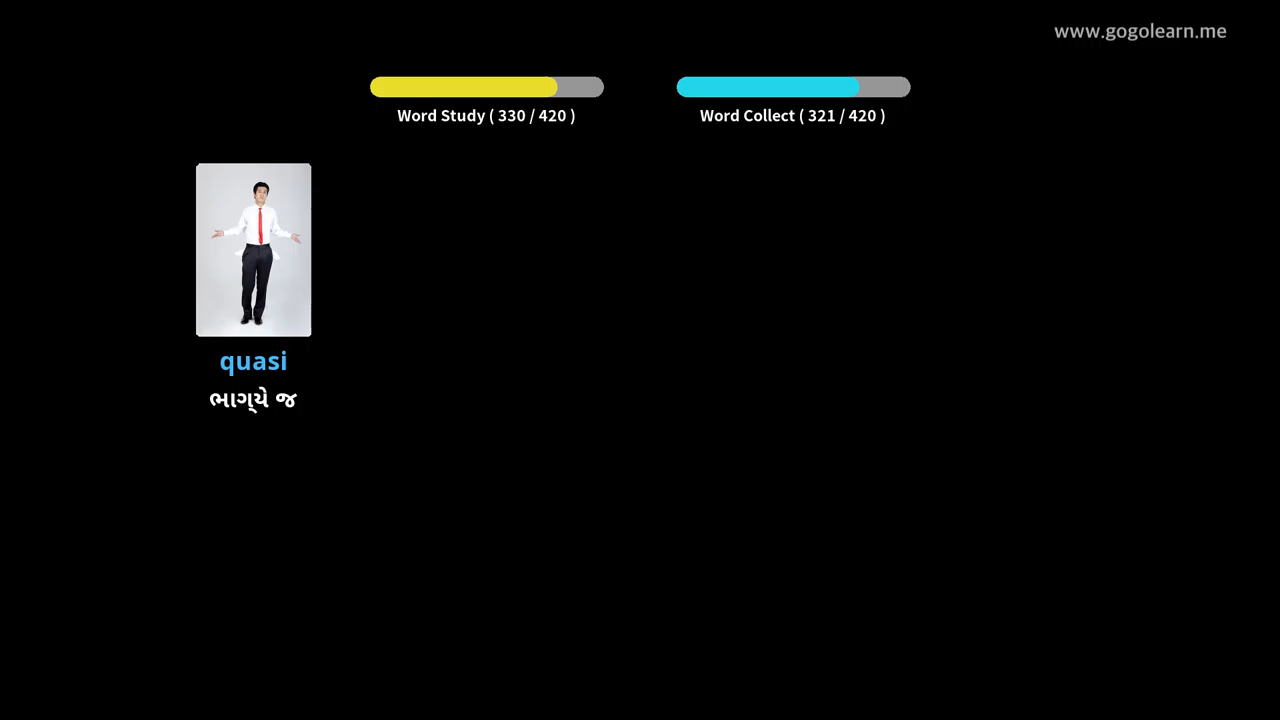 www.gogolearn.me
Word Study ( 330 / 420 )
Word Collect ( 321 / 420 )
quasi
ભાગ્યે જ